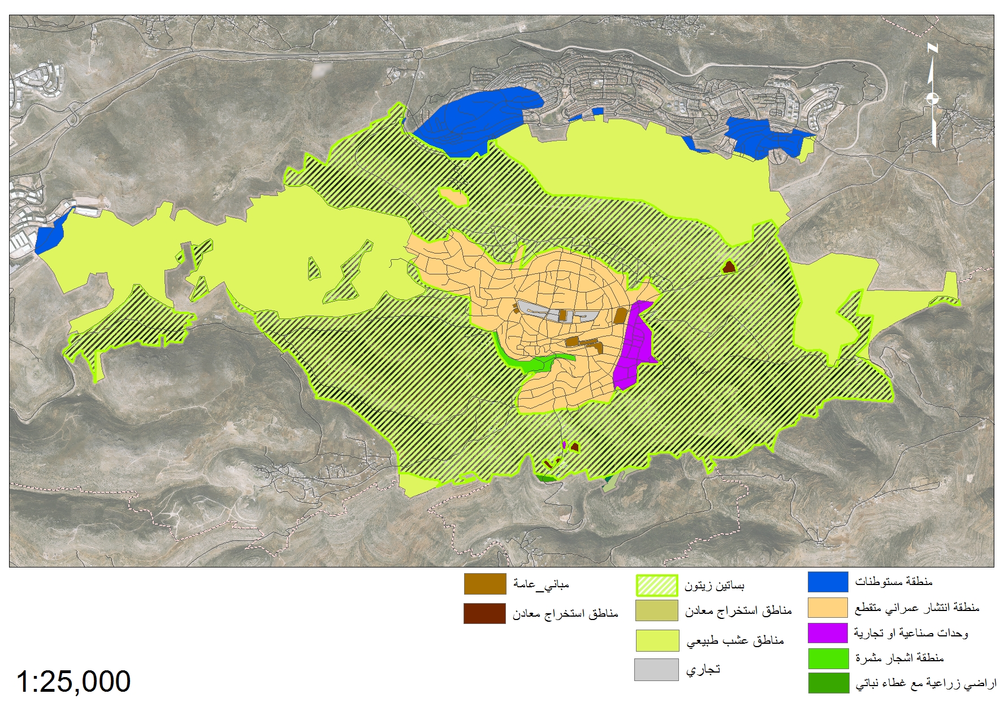 N
منطقة مستوطنات
منطقة انتشار عمراني متقطع
وحدات صناعية او تجارية
منطقة اشجار مثمرة
اراضي زراعية مع غطاء نباتي
بساتين زيتون
مناطق استخراج معادن
مناطق عشب طبيعي
تجاري
مباني_عامة
مناطق استخراج معادن
1:25,000